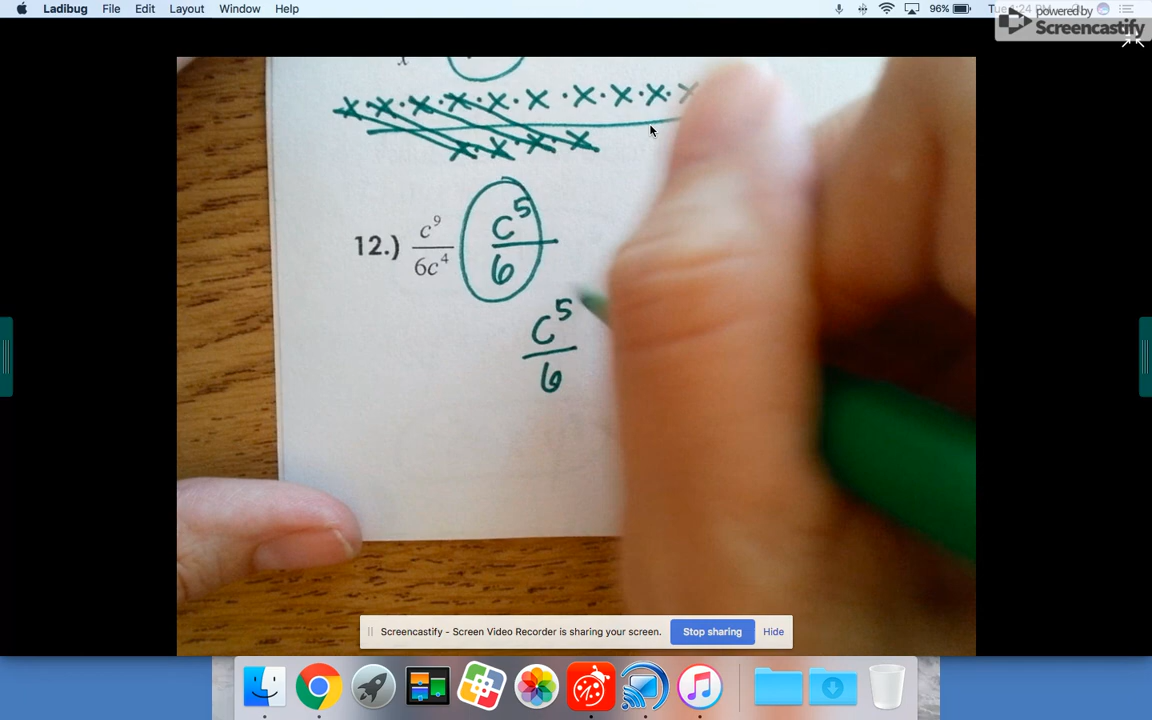 Ladibug File Edit Layout Window Help 96%
powered by
Screencastify
x
x·x·x·x·x·x·x·x·x·x
x·x·x·x
12.) c⁹/6c⁴ c⁵/6
c⁵/6
Screencastify - Screen Video Recorder is sharing your screen. Stop sharing Hide